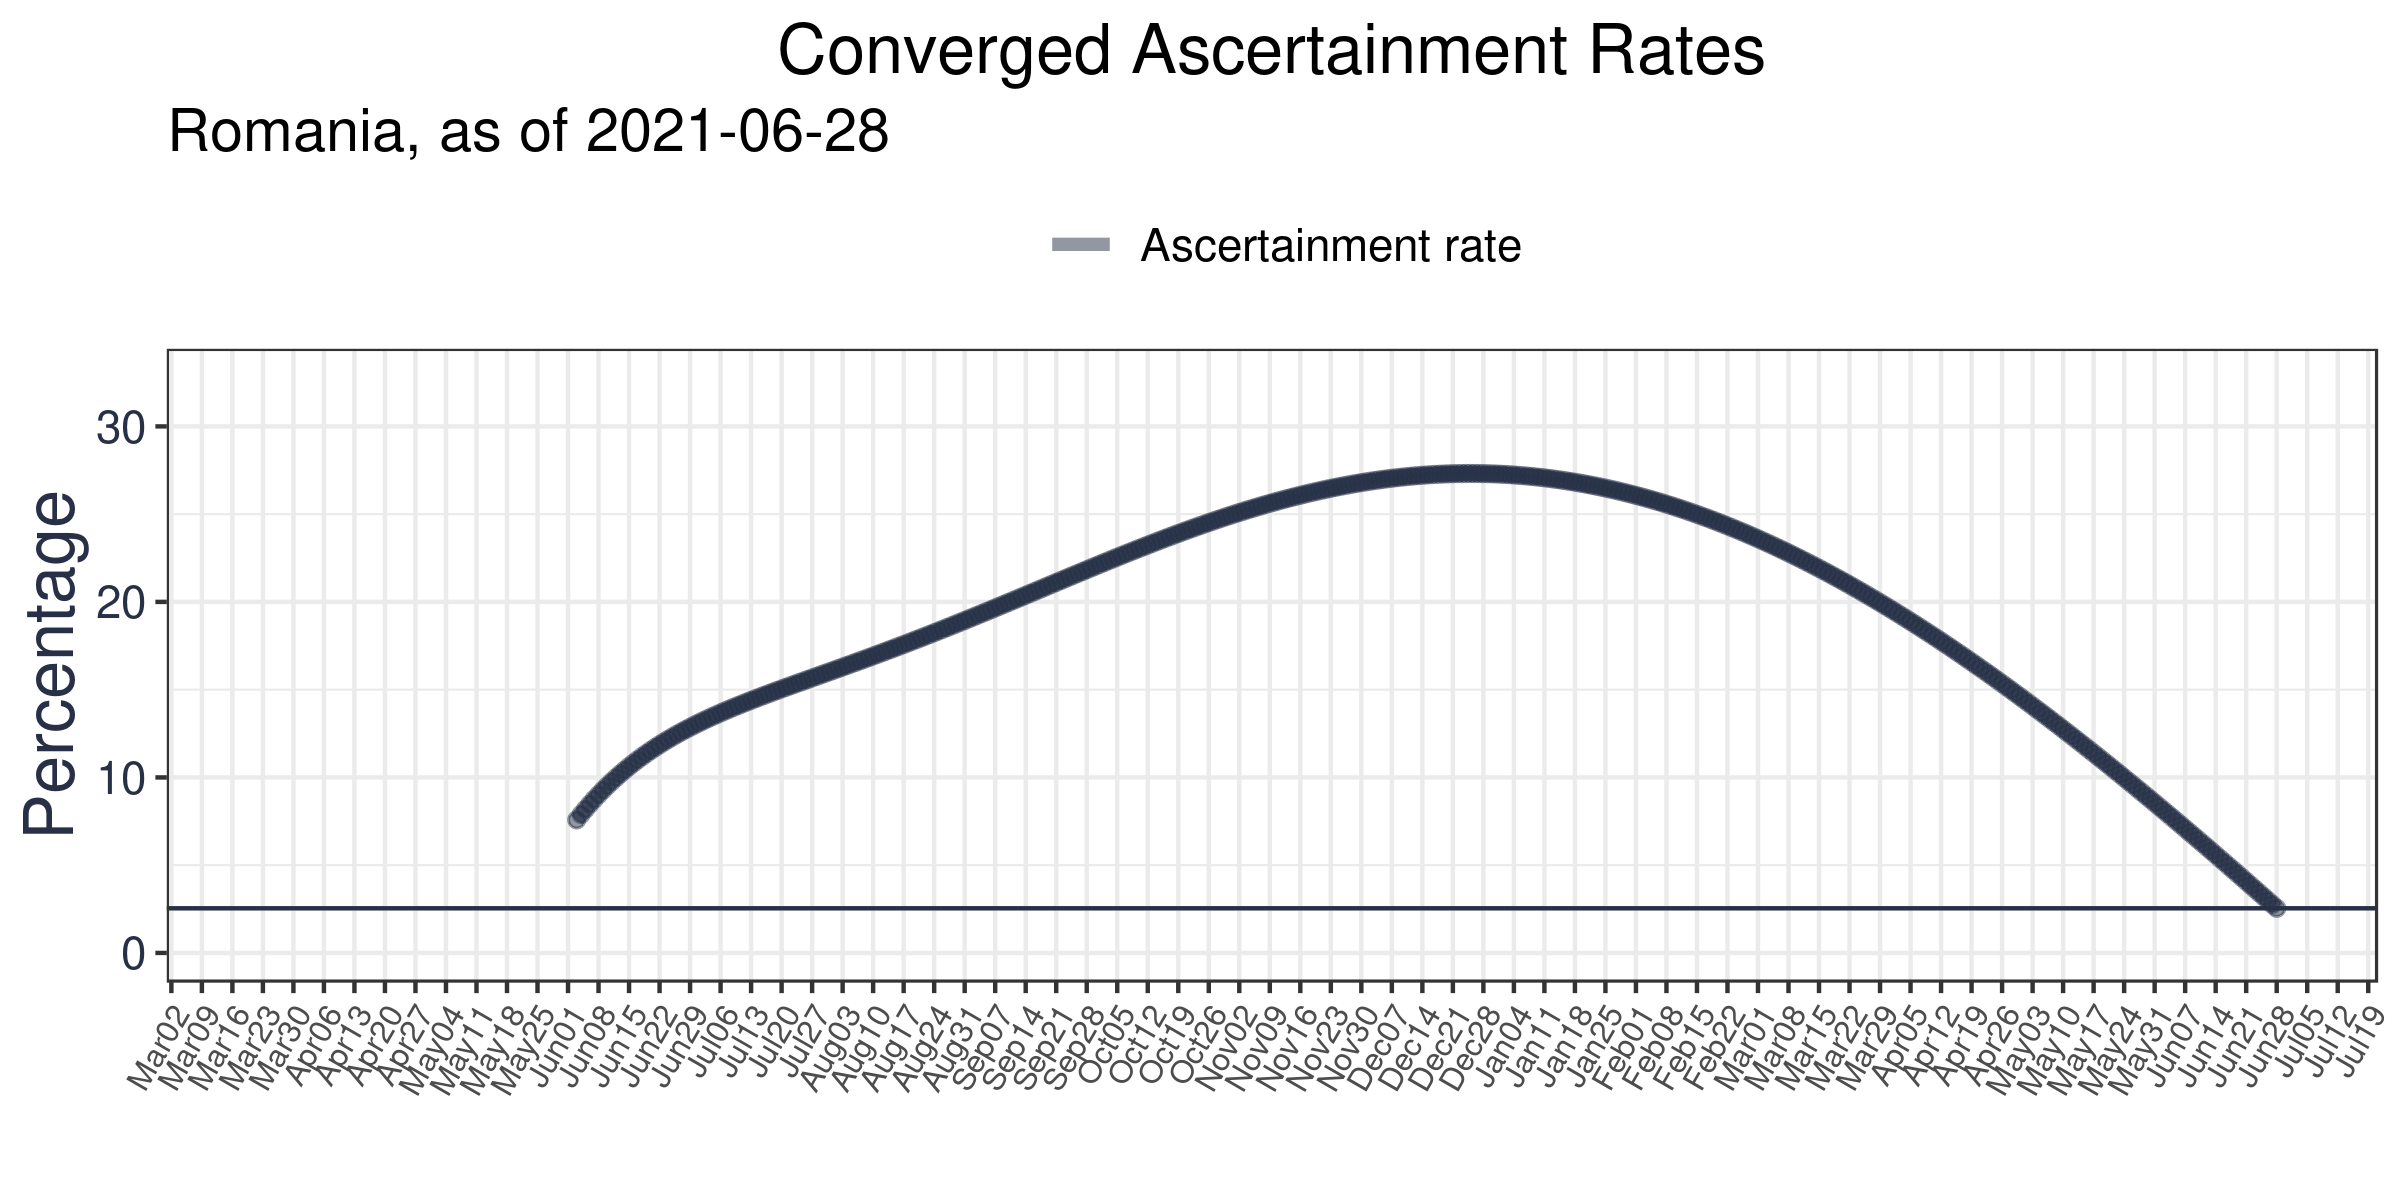 Converged Ascertainment Rates
Romania, as of 2021-06-28
Ascertainment rate
Percentage
30
20
10
0
Mar02 Mar09 Mar16 Mar23 Mar30 Apr06 Apr13 Apr20 Apr27 May04 May11 May18 May25 Jun01 Jun08 Jun15 Jun22 Jun29 Jul06 Jul13 Jul20 Jul27 Aug03 Aug10 Aug17 Aug24 Aug31 Sep07 Sep14 Sep21 Sep28 Oct05 Oct12 Oct19 Oct26 Nov02 Nov09 Nov16 Nov23 Nov30 Dec07 Dec14 Dec21 Dec28 Jan04 Jan11 Jan18 Jan25 Feb01 Feb08 Feb15 Feb22 Mar01 Mar08 Mar15 Mar22 Mar29 Apr05 Apr12 Apr19 Apr26 May03 May10 May17 May24 May31 Jun07 Jun14 Jun21 Jun28 Jul05 Jul12 Jul19